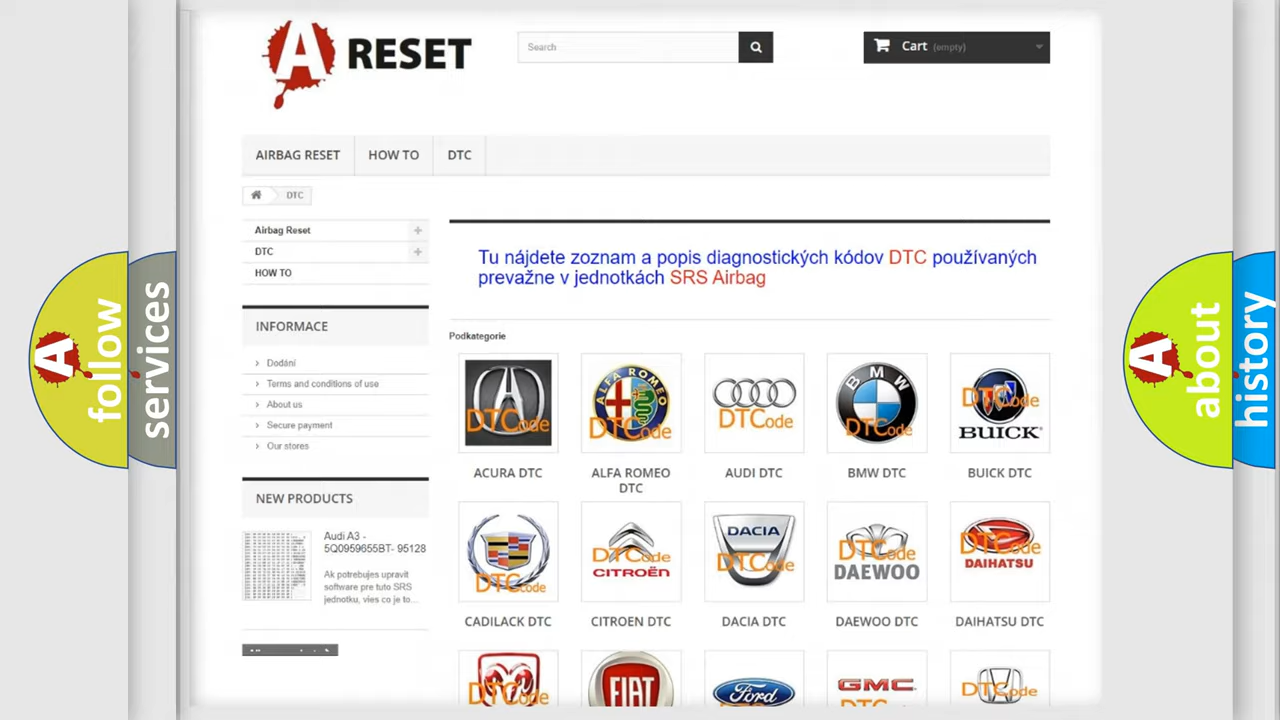 A RESET
Search
Cart (empty)
AIRBAG RESET
HOW TO
DTC
DTC
Airbag Reset
DTC
HOW TO
Tu nájdete zoznam a popis diagnostických kódov DTC používaných
prevažne v jednotkách SRS Airbag
INFORMACE
Dodání
Terms and conditions of use
About us
Secure payment
Our stores
NEW PRODUCTS
Audi A3 -
5Q0959655BT- 95128
Ak potrebujes upravit
software pre tuto SRS
jednotku, vies co je to...
Podkategorie
DTCode
ALFA ROMEO
DTCode
DTCode
BMW
DTCode
DTCode
BUICK
ACURA DTC
ALFA ROMEO
DTC
AUDI DTC
BMW DTC
BUICK DTC
DTCode
DTCode
CITROËN
DACIA
DTCode
DTCode
DAEWOO
DTCode
DAIHATSU
CADILACK DTC
CITROEN DTC
DACIA DTC
DAEWOO DTC
DAIHATSU DTC
DTCode
FIAT
Ford
GMC
DTCode
A follow
services
A about
history